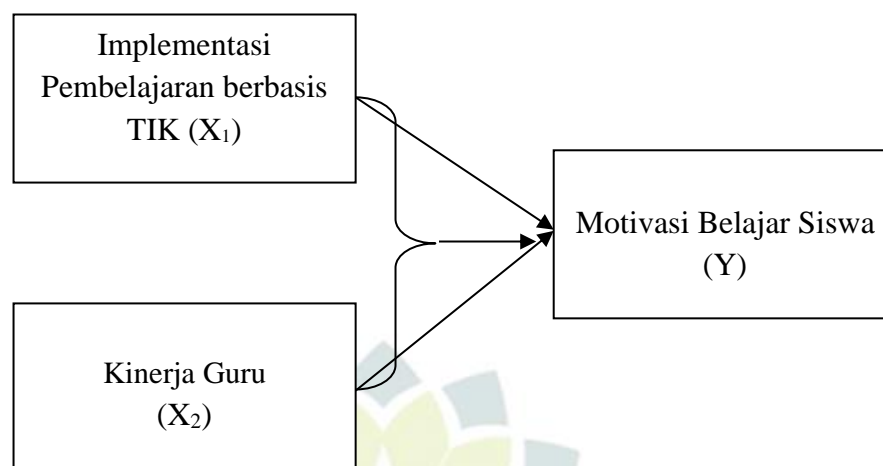 Implementasi
Pembelajaran berbasis
TIK (X₁)
Motivasi Belajar Siswa
(Y)
Kinerja Guru
(X₂)